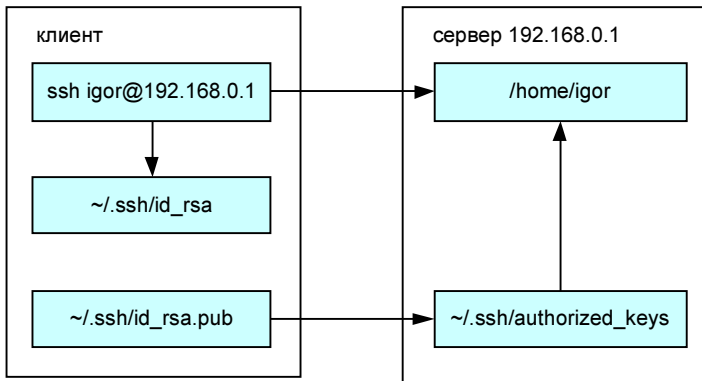 клиент
ssh igor@192.168.0.1
~/.ssh/id_rsa
~/.ssh/id_rsa.pub
сервер 192.168.0.1
/home/igor
~/.ssh/authorized_keys